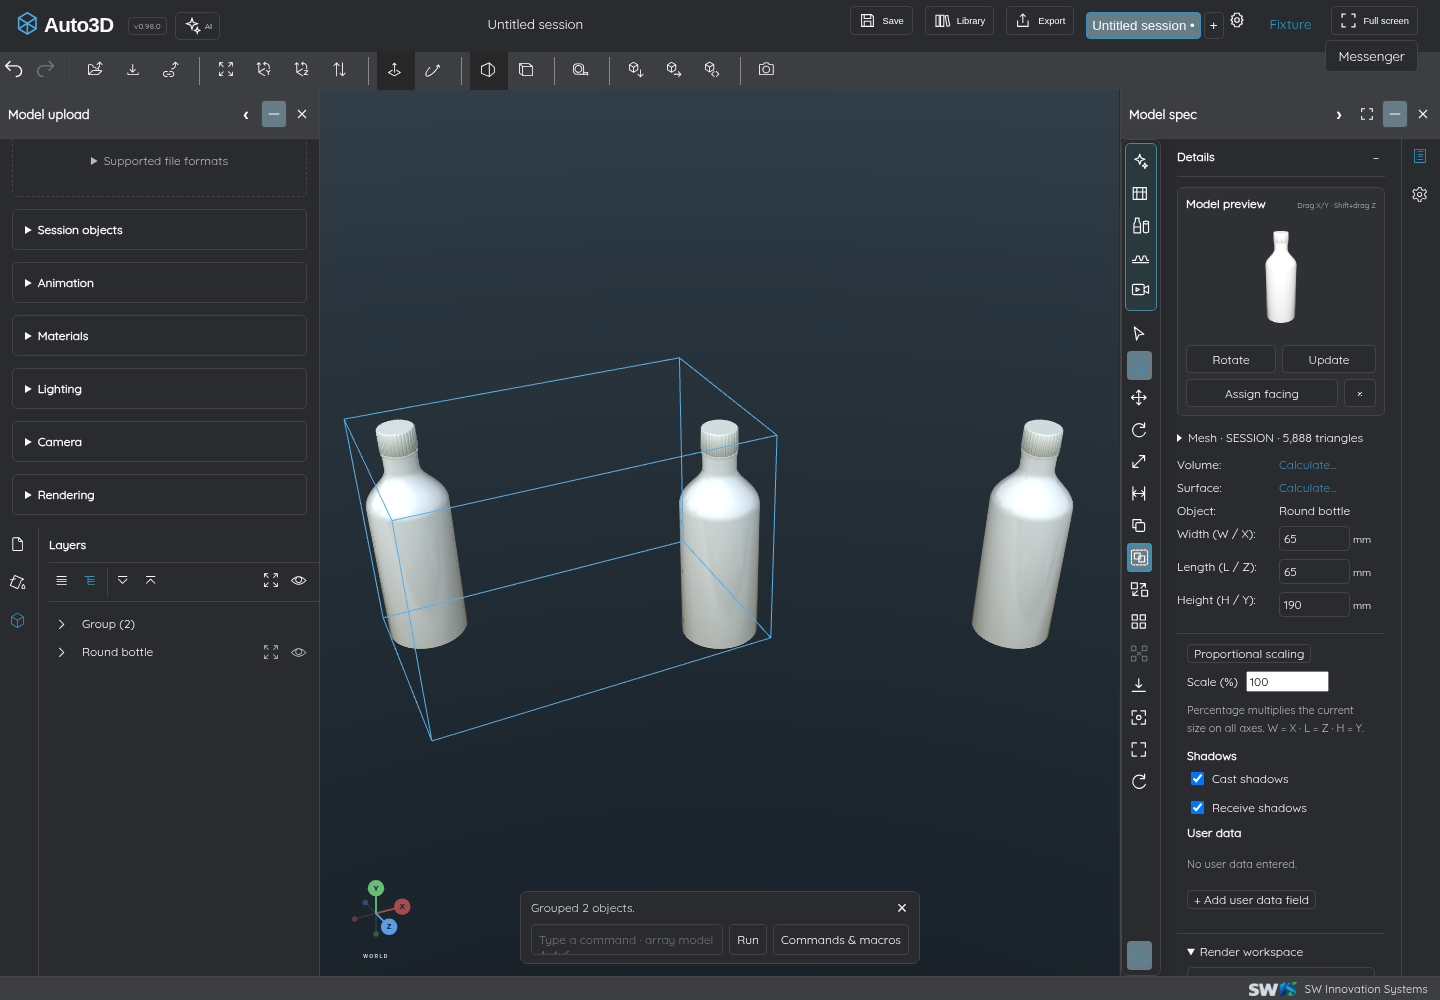 Auto3D
v0.98.0
AI
Untitled session
Save
Library
Export
Untitled session •
+
Fixture
Full screen
Messenger
Model upload
Model spec
Supported file formats
Session objects
Animation
Materials
Lighting
Camera
Rendering
Layers
Group (2)
Round bottle
Y
X
Z
WORLD
Grouped 2 objects.
Type a command · array model
Run
Commands & macros
Details
Model preview
Drag X/Y · Shift+drag Z
Rotate
Update
Assign facing
×
Mesh · SESSION · 5,888 triangles
Volume: Calculate...
Surface: Calculate...
Object: Round bottle
Width (W / X): 65 mm
Length (L / Z): 65 mm
Height (H / Y): 190 mm
Proportional scaling
Scale (%) 100
Percentage multiplies the current
size on all axes. W = X · L = Z · H = Y.
Shadows
Cast shadows
Receive shadows
User data
No user data entered.
+ Add user data field
Render workspace
SWIS SW Innovation Systems